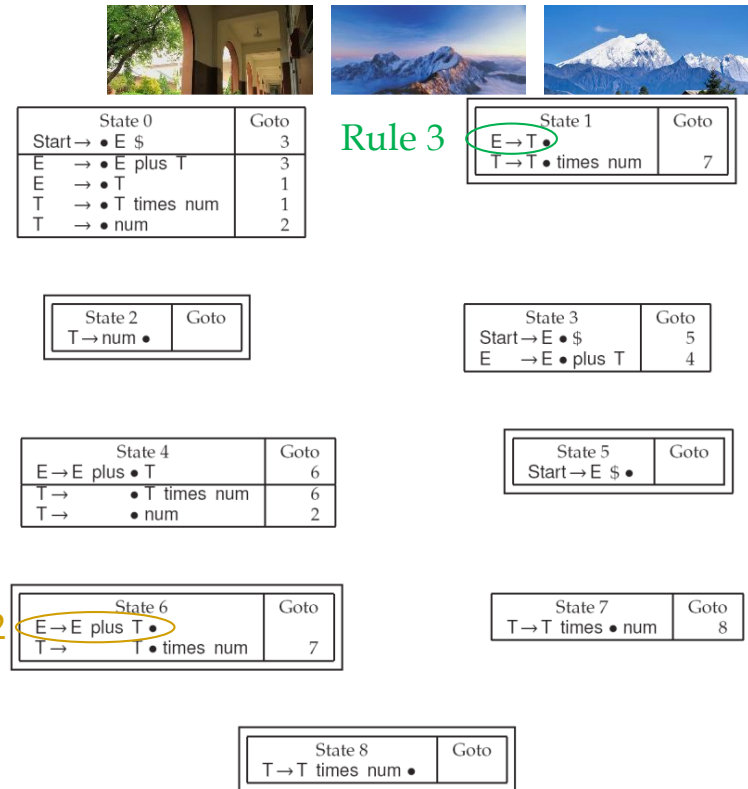 State 0 Goto
Start → • E $ 3
E → • E plus T 3
E → • T 1
T → • T times num 1
T → • num 2
Rule 3
State 1 Goto
E → T •
T → T • times num 7
State 2 Goto
T → num •
State 3 Goto
Start → E • $ 5
E → E • plus T 4
State 4 Goto
E → E plus • T 6
T → • T times num 6
T → • num 2
State 5 Goto
Start → E $ •
2
State 6 Goto
E → E plus T •
T → T • times num 7
State 7 Goto
T → T times • num 8
State 8 Goto
T → T times num •